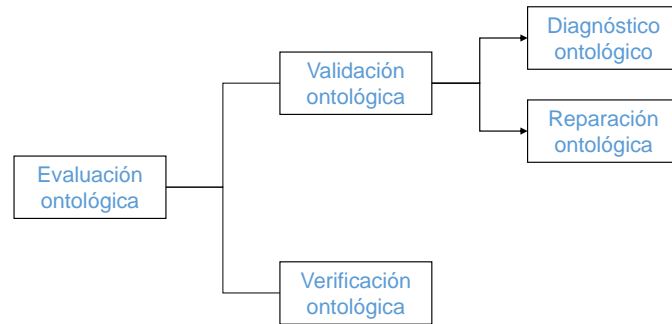 Diagnóstico
ontológico
Validación
ontológica
Reparación
ontológica
Evaluación
ontológica
Verificación
ontológica